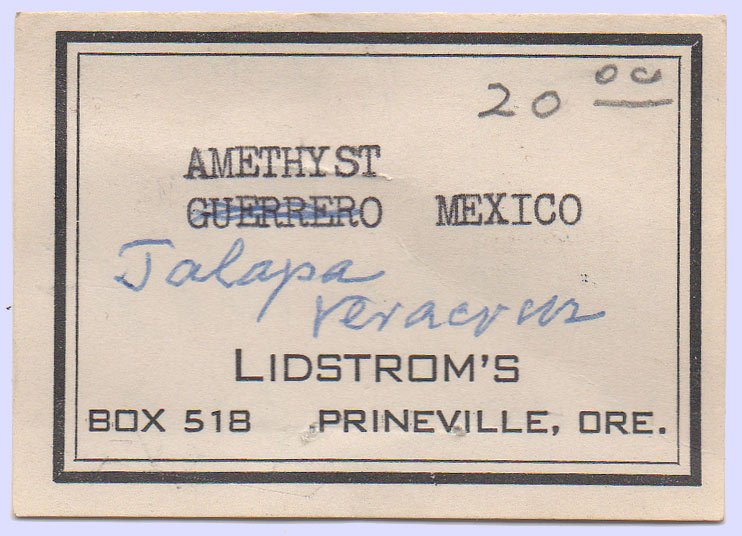 20 00
AMETHYST
GUERRERO MEXICO
Jalapa
Veracruz
LIDSTROM'S
BOX 518 PRINEVILLE, ORE.